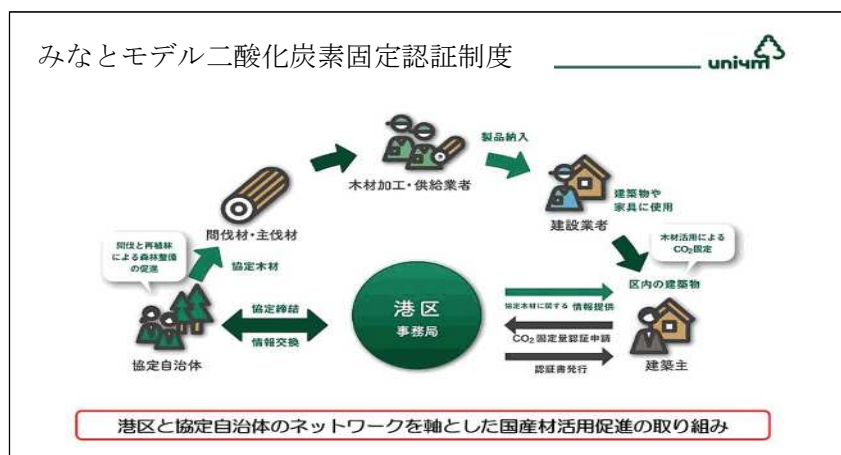 みなとモデル二酸化炭素固定認証制度
uni4m
製品納入
木材加工・供給業者
建設業者
建築物や
家具に使用
間伐材・主伐材
間伐と再植林
による森林整備
の促進
協定木材
木材活用による
CO₂固定
区内の建築物
協定自治体
協定締結
情報交換
港区
事務局
協定木材に関する 情報提供
CO₂固定量認証申請
認証書発行
建築主
港区と協定自治体のネットワークを軸とした国産材活用促進の取り組み